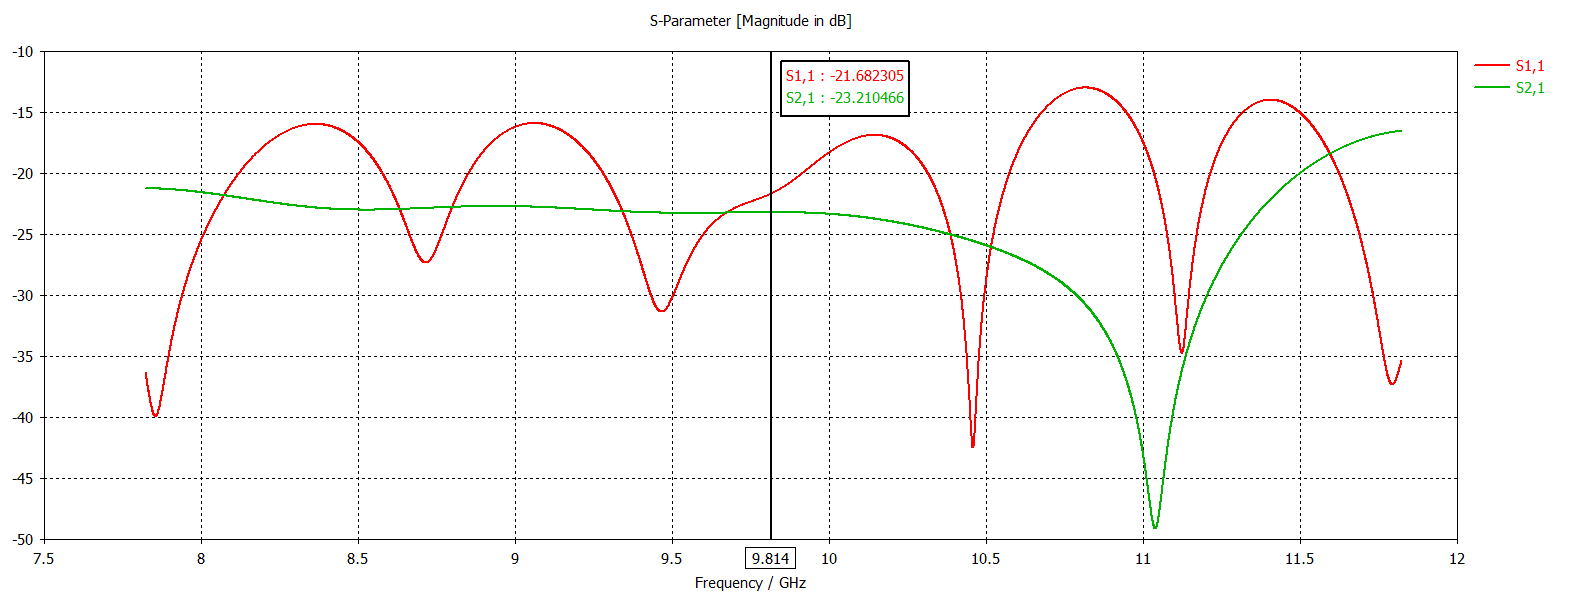 S-Parameter [Magnitude in dB]
-10
-15
-20
-25
-30
-35
-40
-45
-50
S1,1 : -21.682305
S2,1 : -23.210466
S1,1
S2,1
7.5 8 8.5 9 9.5 9.814 10 10.5 11 11.5 12
Frequency / GHz